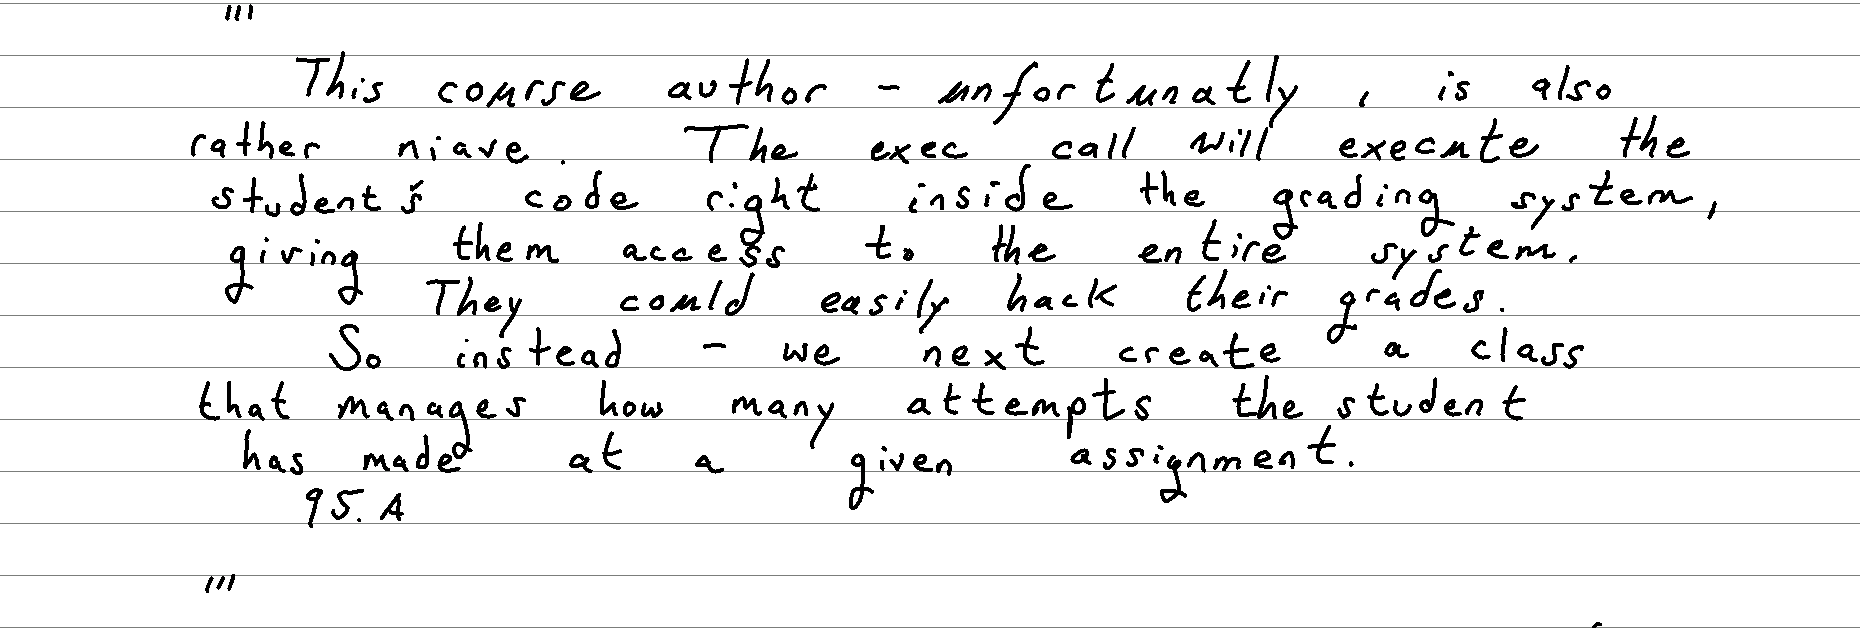 '''
This course author - unfortunatly, is also
rather niave. The exec call will execute the
student's code right inside the grading system,
giving them access to the entire system.
They could easily hack their grades.
So instead - we next create a class
that manages how many attempts the student
has made at a given assignment.
95. A
'''